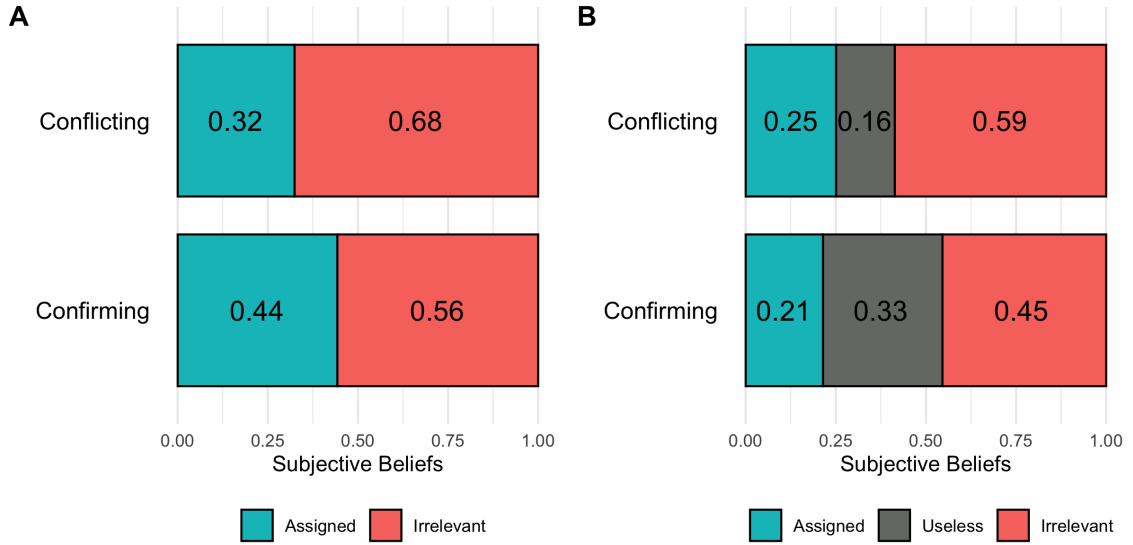 A
Conflicting
0.32
0.68
Confirming
0.44
0.56
0.00 0.25 0.50 0.75 1.00
Subjective Beliefs
Assigned Irrelevant
B
Conflicting
0.25
0.16
0.59
Confirming
0.21
0.33
0.45
0.00 0.25 0.50 0.75 1.00
Subjective Beliefs
Assigned Useless Irrelevant